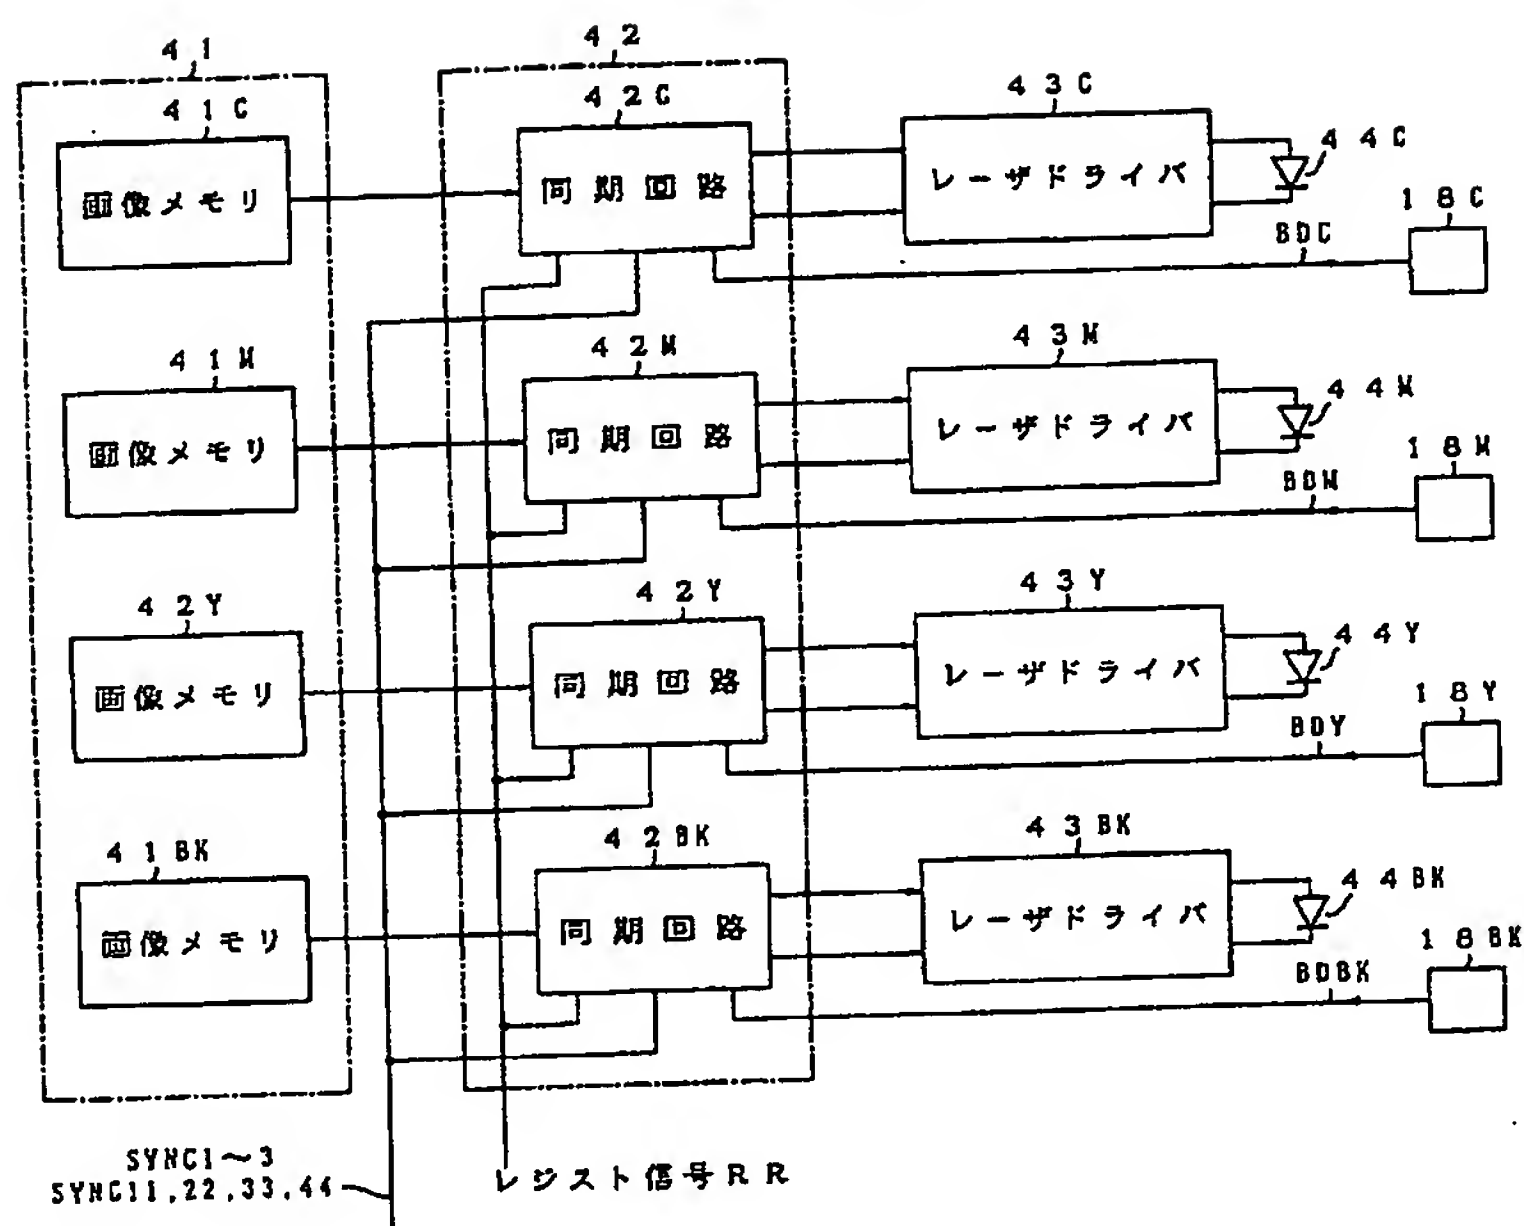 41
42
41C
42C
43C
44C
18C
画像メモリ
同期回路
レーザドライバ
BDC
41M
42M
43M
44M
18M
画像メモリ
同期回路
レーザドライバ
BDM
42Y
42Y
43Y
44Y
18Y
画像メモリ
同期回路
レーザドライバ
BDY
41BK
42BK
43BK
44BK
18BK
画像メモリ
同期回路
レーザドライバ
BDBK
SYNC1〜3
SYNC11,22,33,44
レジスト信号RR